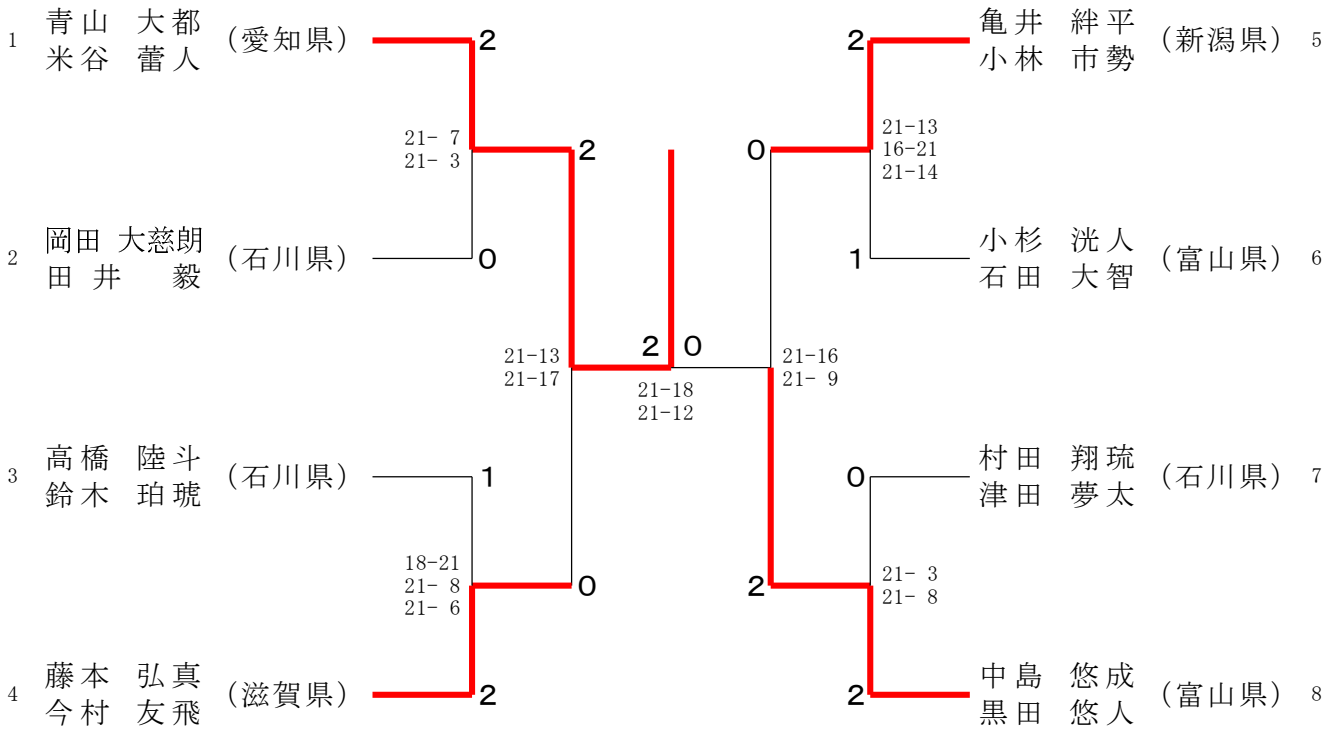 1 青山 大都 (愛知県) 2
米谷 蕾人
21- 7
21- 3
2
2 岡田 大慈朗 (石川県) 0
田井 毅
21-13
21-17
3 高橋 陸斗 (石川県) 1
鈴木 珀琥
18-21
21- 8
21- 6
0
4 藤本 弘真 (滋賀県) 2
今村 友飛
2 0
21-18
21-12
2 亀井 絆平 (新潟県) 5
小林 市勢
0
21-13
16-21
21-14
1 小杉 洸人 (富山県) 6
石田 大智
21-16
21- 9
0 村田 翔琉 (石川県) 7
津田 夢太
2
21- 3
21- 8
2 中島 悠成 (富山県) 8
黒田 悠人